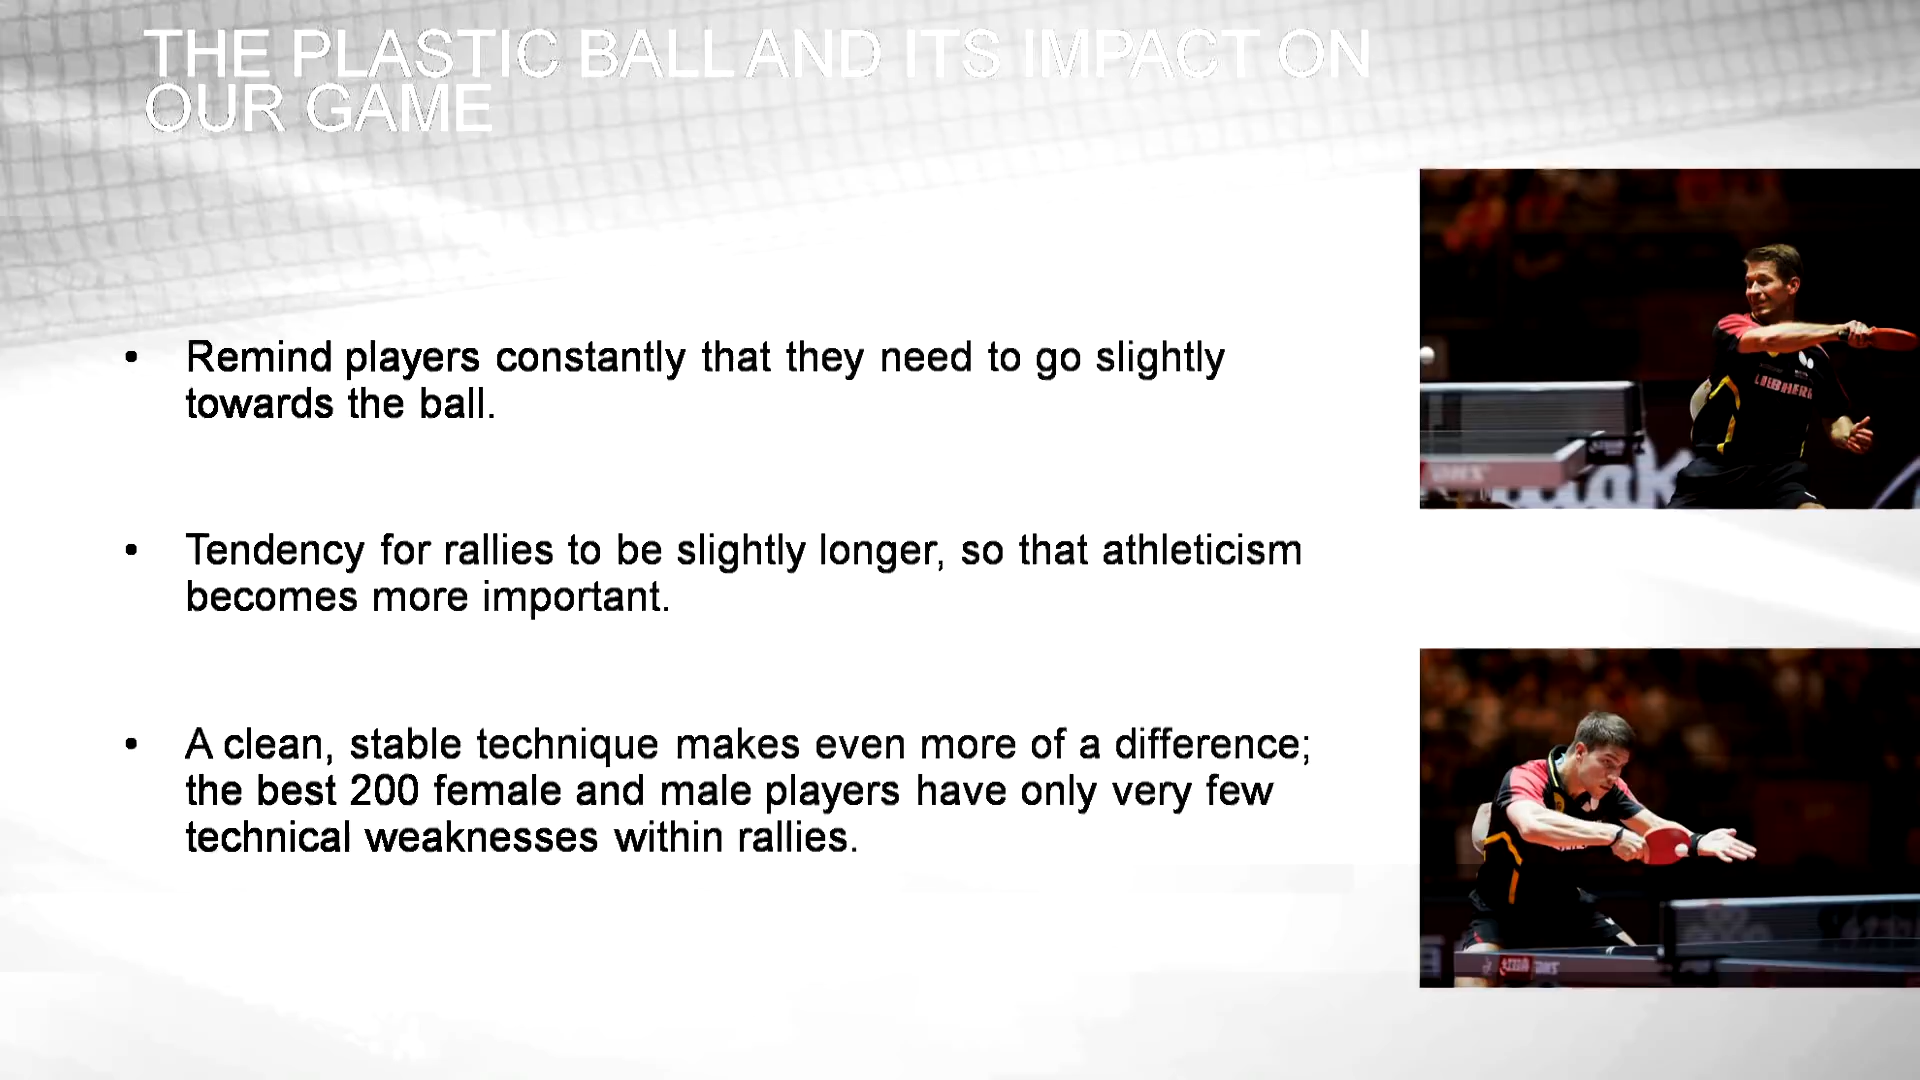 THE PLASTIC BALL AND ITS IMPACT ON
OUR GAME
• Remind players constantly that they need to go slightly
towards the ball.
• Tendency for rallies to be slightly longer, so that athleticism
becomes more important.
• A clean, stable technique makes even more of a difference;
the best 200 female and male players have only very few
technical weaknesses within rallies.
LIEBHERR